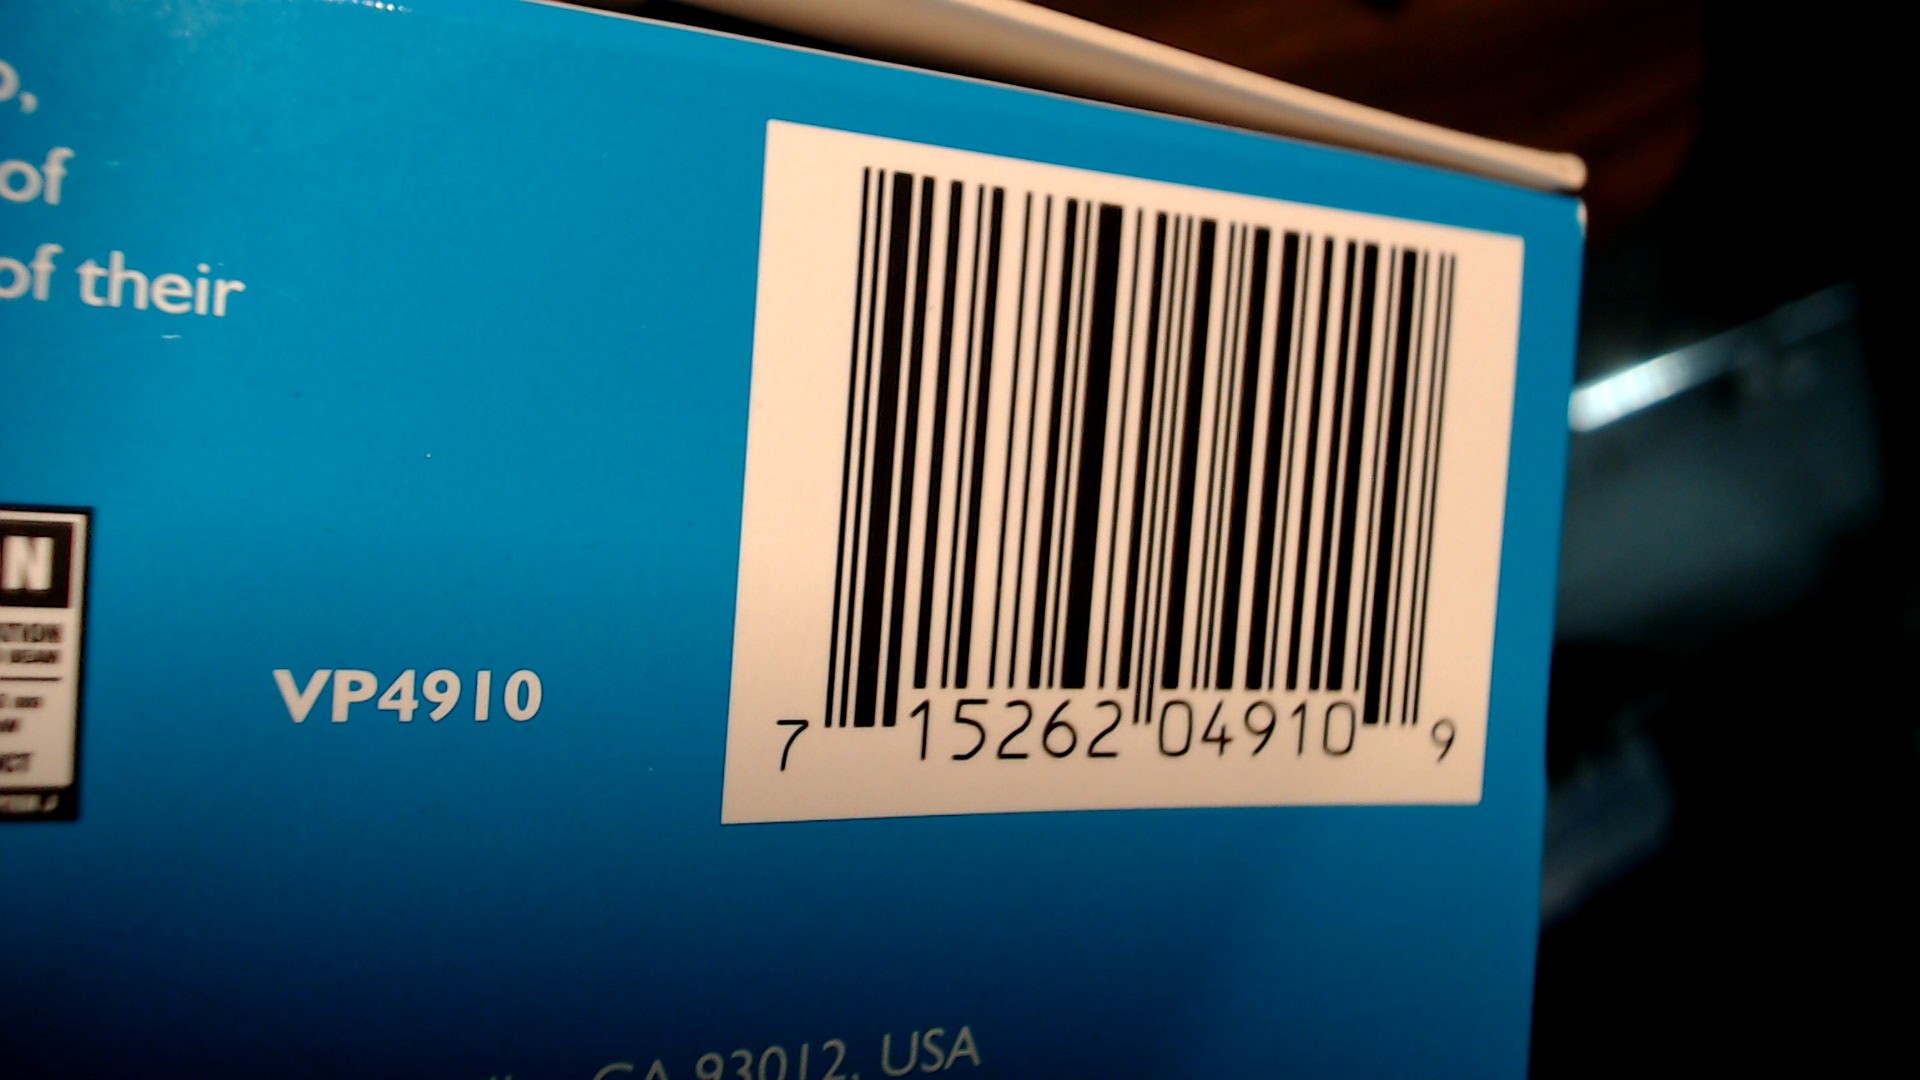 of
of their
N
VP4910
7 15262 04910 9
CA 93012, USA